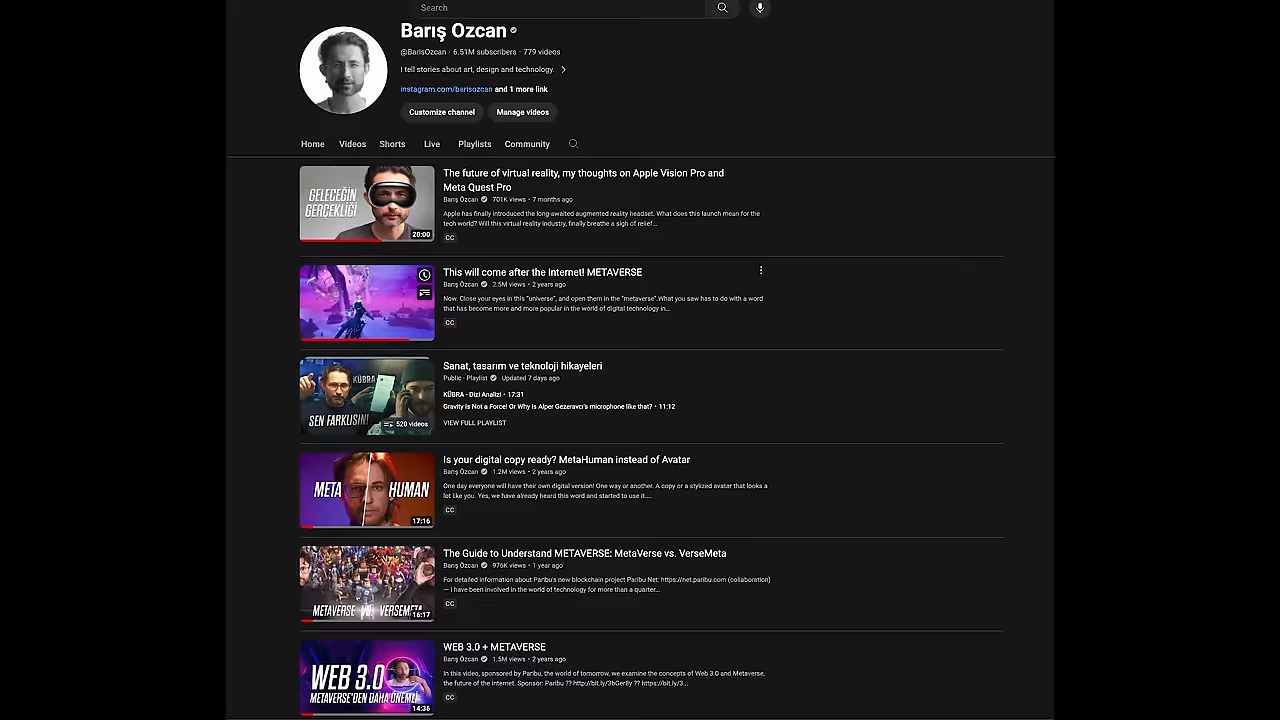 Search
Barış Özcan
@BarisOzcan · 6.51M subscribers · 779 videos
I tell stories about art, design and technology.
instagram.com/barisozcan and 1 more link
Customize channel
Manage videos
Home
Videos
Shorts
Live
Playlists
Community
GELECEĞİN
GERÇEKLİĞİ
20:00
The future of virtual reality, my thoughts on Apple Vision Pro and
Meta Quest Pro
Barış Özcan 701K views • 7 months ago
Apple has finally introduced the long-awaited augmented reality headset. What does this launch mean for the
tech world? Will this virtual reality industry, finally breathe a sigh of relief...
CC
This will come after the Internet! METAVERSE
Barış Özcan 2.5M views • 2 years ago
Now. Close your eyes in this "universe", and open them in the "metaverse".What you saw has to do with a word
that has become more and more popular in the world of digital technology in...
CC
KÜBRA
SEN FARKLISIN!
520 videos
Sanat, tasarım ve teknoloji hikayeleri
Public · Playlist Updated 7 days ago
KÜBRA - Dizi Analizi · 17:31
Gravity Is Not a Force! Or Why is Alper Gezeravcı's microphone like that? · 11:12
VIEW FULL PLAYLIST
META HUMAN
17:16
Is your digital copy ready? MetaHuman instead of Avatar
Barış Özcan 1.2M views • 2 years ago
One day everyone will have their own digital version! One way or another. A copy or a stylized avatar that looks a
lot like you. Yes, we have already heard this word and started to use it....
CC
METAVERSE VS. VERSEMETA
16:17
The Guide to Understand METAVERSE: MetaVerse vs. VerseMeta
Barış Özcan 976K views • 1 year ago
For detailed information about Paribu's new blockchain project Paribu Net: https://net.paribu.com (collaboration)
— I have been involved in the world of technology for more than a quarter...
CC
WEB 3.0
METAVERSE'DEN DAHA ÖNEMLİ
14:36
WEB 3.0 + METAVERSE
Barış Özcan 1.5M views • 2 years ago
In this video, sponsored by Paribu, the world of tomorrow, we examine the concepts of Web 3.0 and Metaverse,
the future of the internet. Sponsor: Paribu ?? http://bit.ly/3bGer8y ?? https://bit.ly/3...
CC